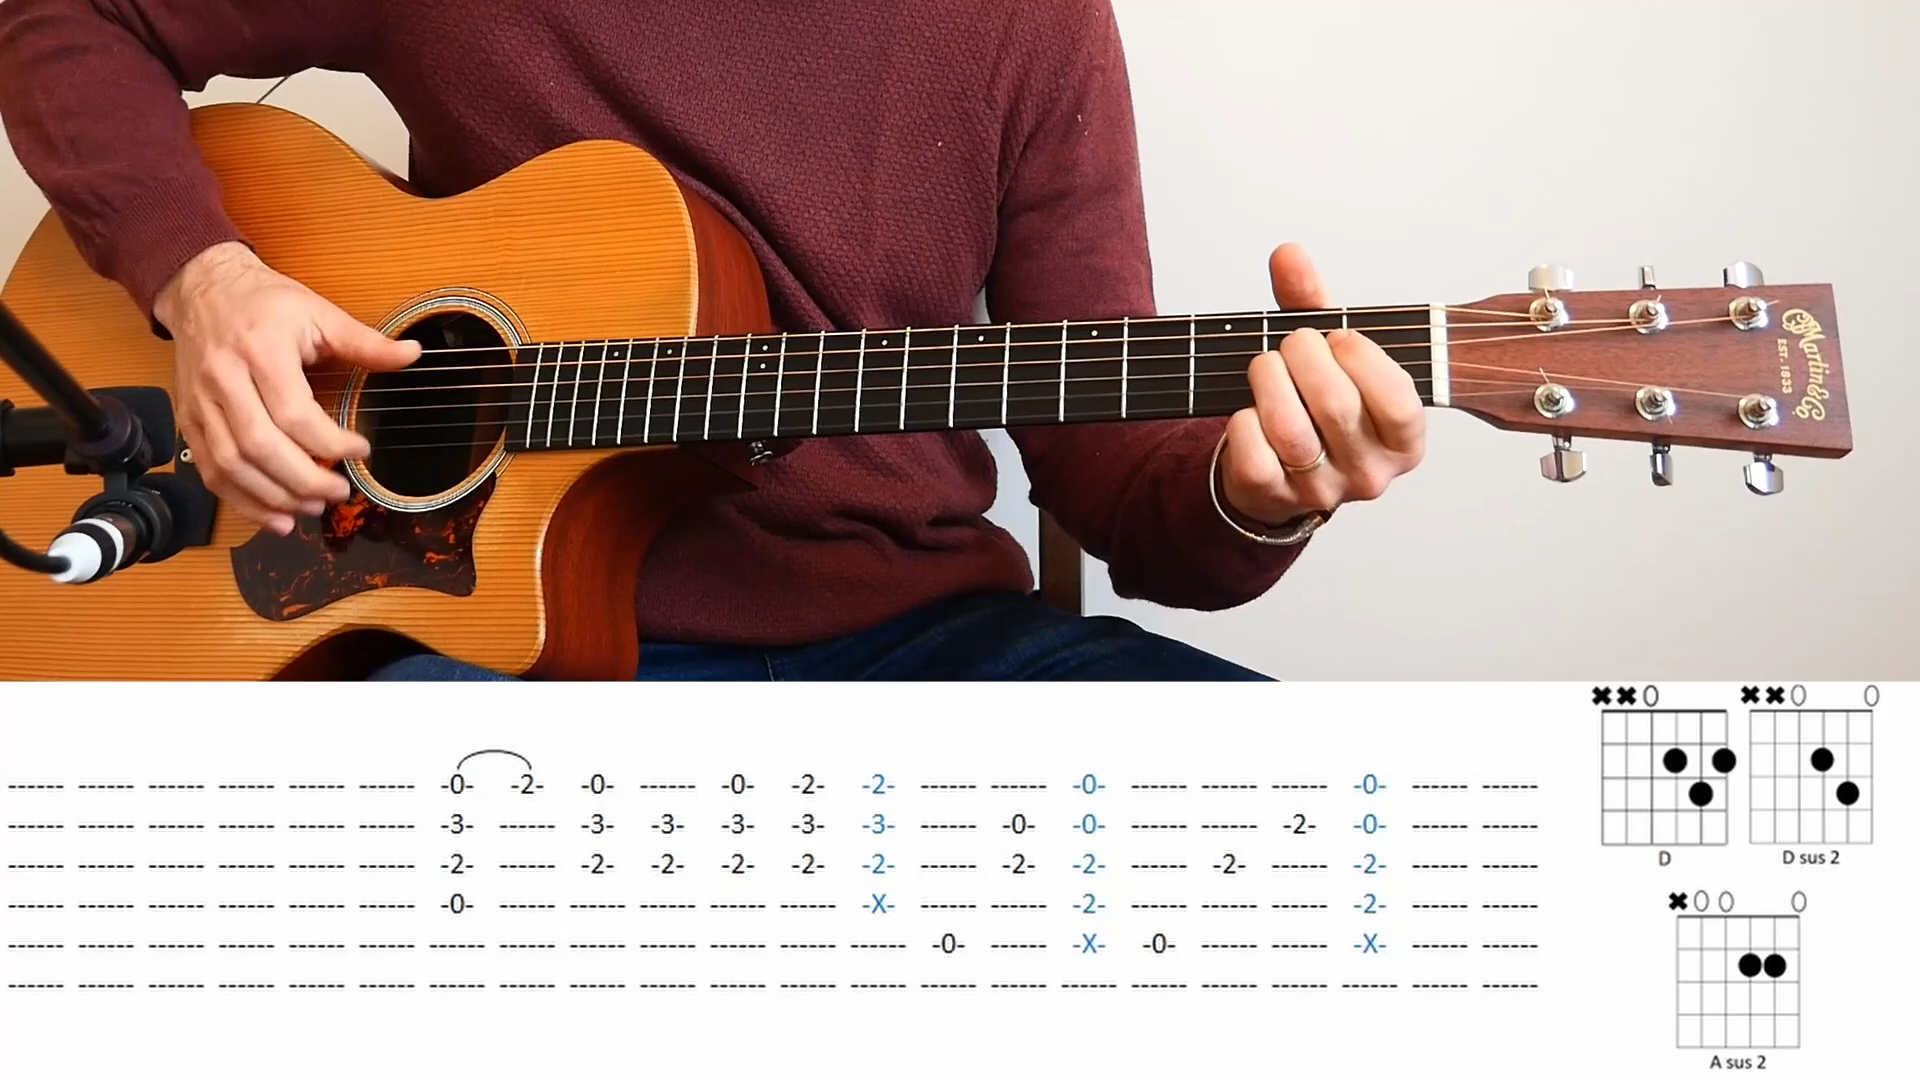 Martin & Co.
EST. 1833
✖✖O
✖✖O O
------ ------ ------ ------ ------ ------ -0- -2- -0- ------ -0- -2- -2- ------ ------ -0- ------ ------ ------ -0- ------ ------
------ ------ ------ ------ ------ ------ -3- ------ -3- -3- -3- -3- -3- ------ -0- -0- ------ ------ -2- -0- ------ ------
------ ------ ------ ------ ------ ------ -2- ------ -2- -2- -2- -2- -2- ------ -2- -2- ------ -2- ------ -2- ------ ------
------ ------ ------ ------ ------ ------ -0- ------ ------ ------ ------ ------ -X- ------ ------ -2- ------ ------ ------ -2- ------ ------
------ ------ ------ ------ ------ ------ ------ ------ ------ ------ ------ ------ ------ -0- ------ -X- -0- ------ ------ -X- ------ ------
------ ------ ------ ------ ------ ------ ------ ------ ------ ------ ------ ------ ------ ------ ------ ------ ------ ------ ------ ------ ------ ------
D
D sus 2
✖OO O
A sus 2